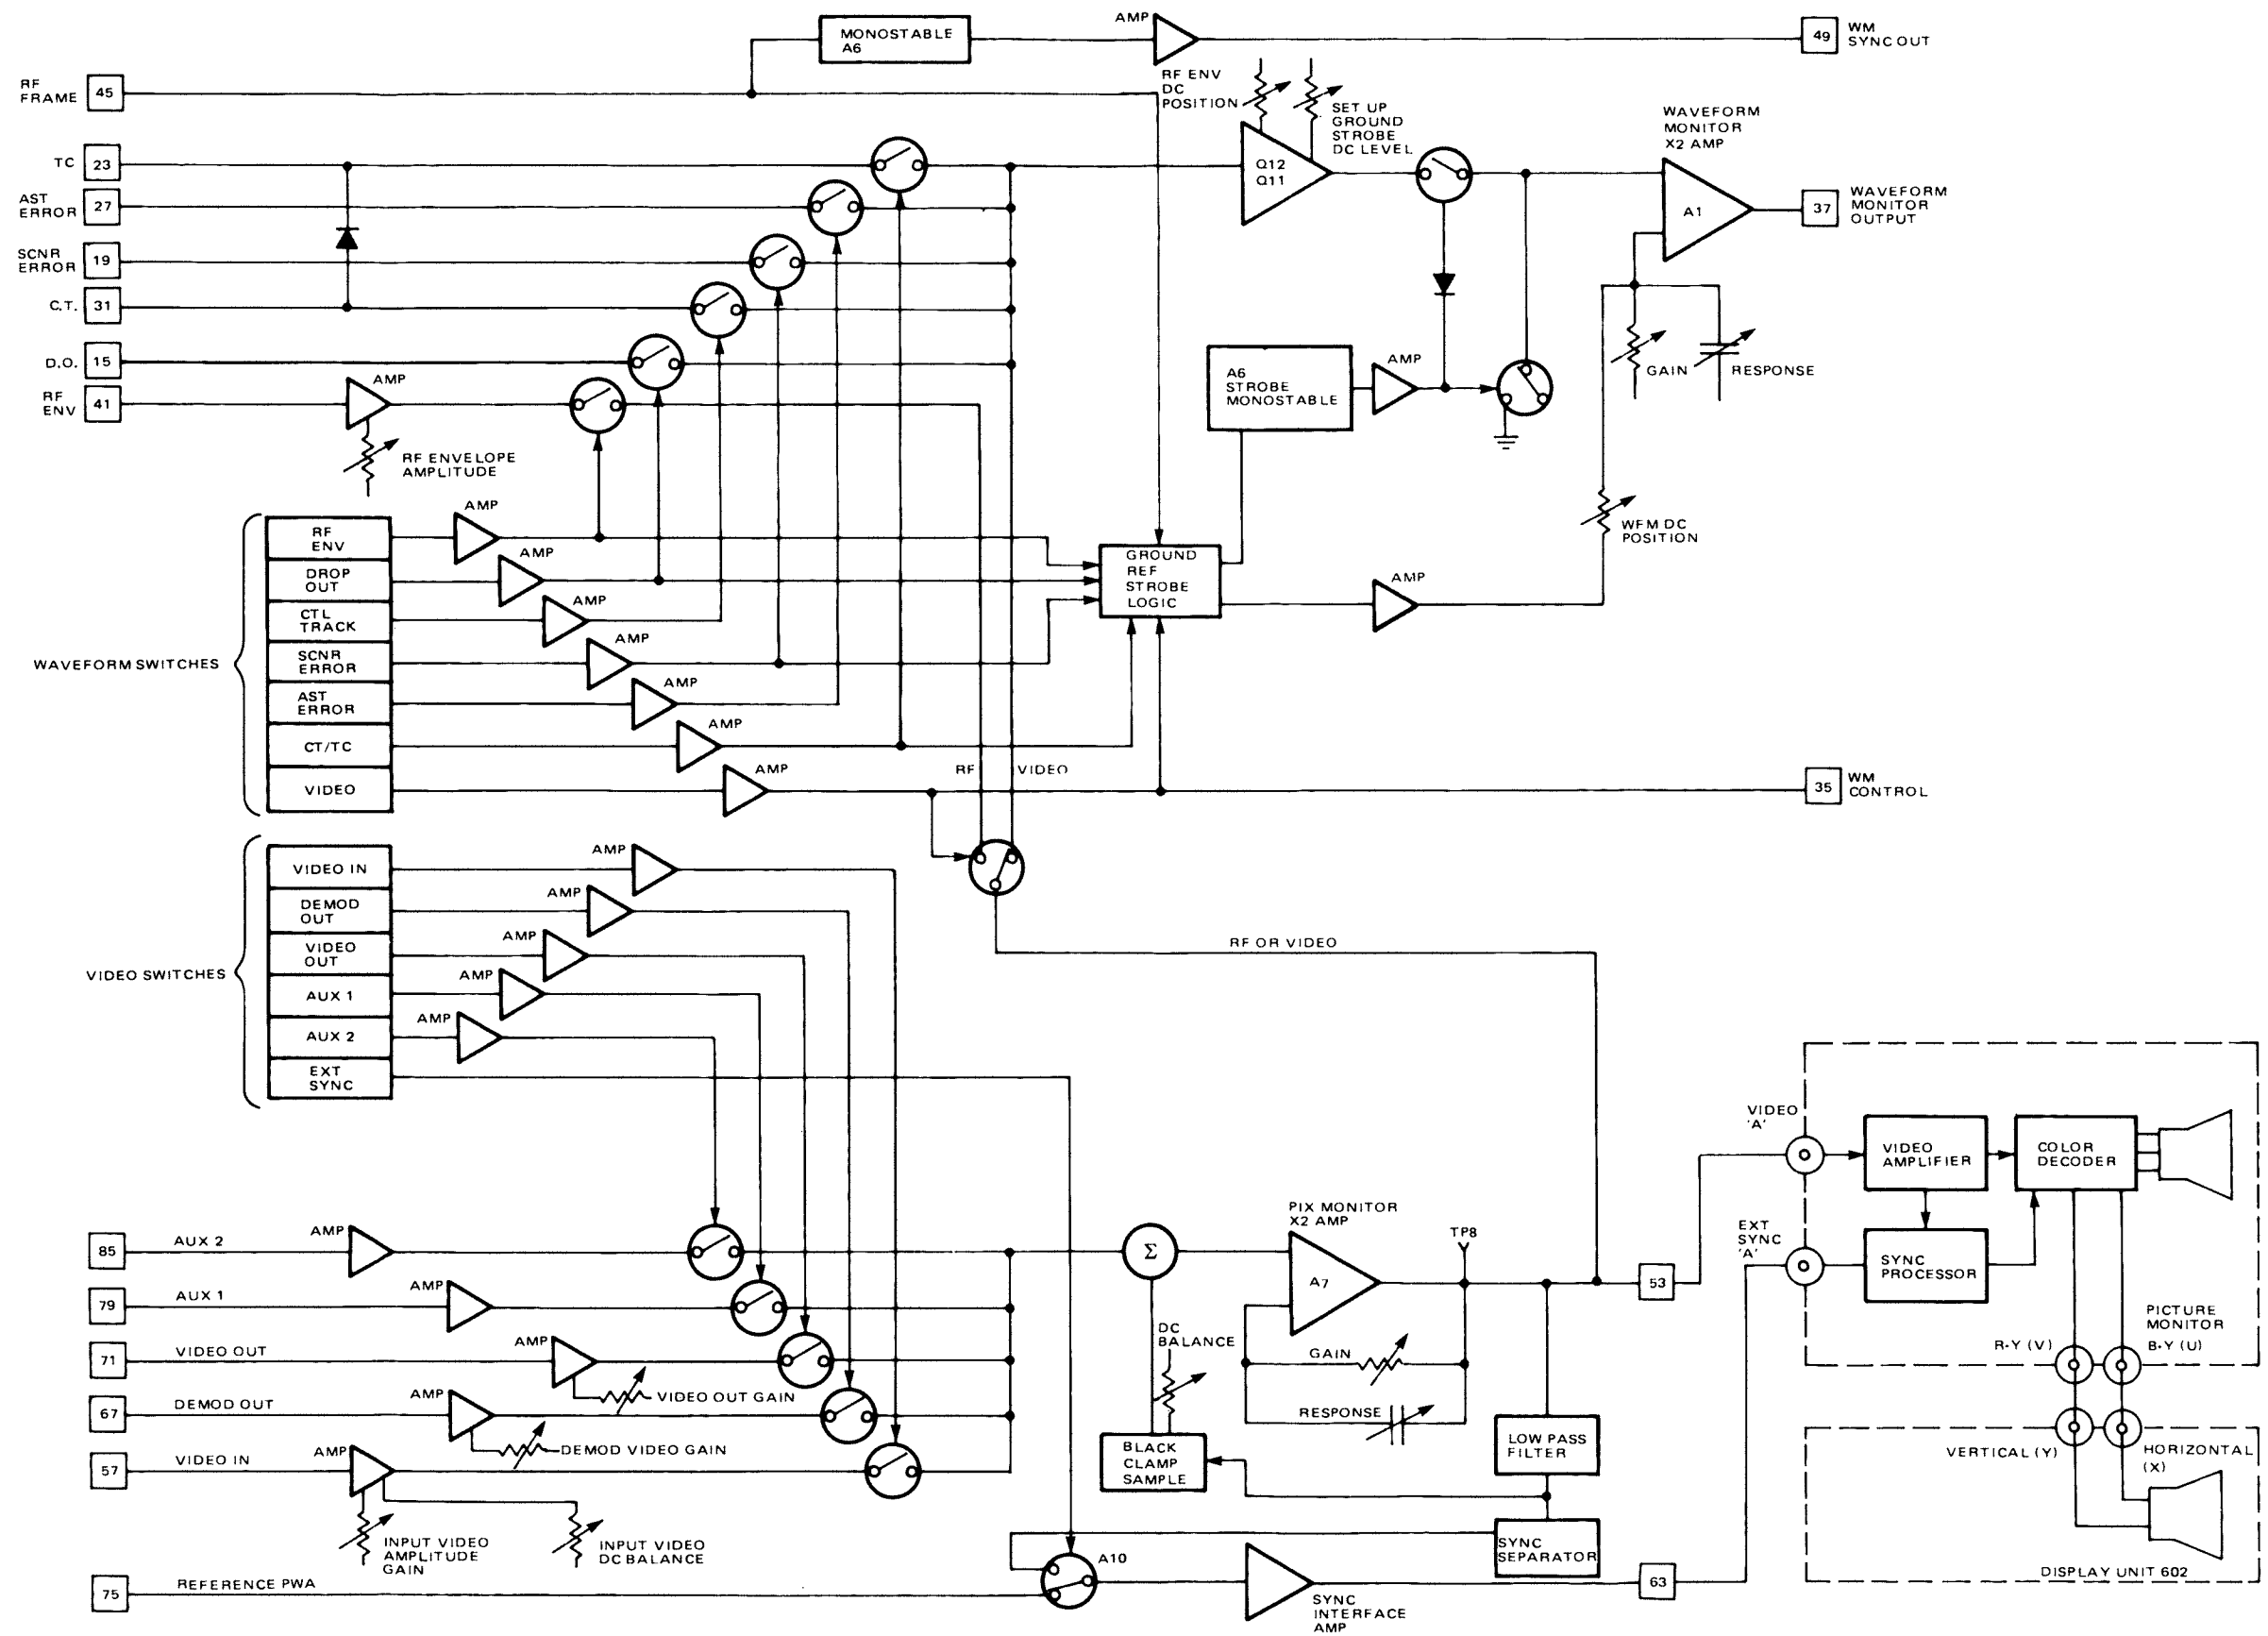 MONOSTABLE
A6
AMP
49
WM
SYNC OUT
RF
FRAME
45
RF ENV
DC
POSITION
SET UP
GROUND
STROBE
DC LEVEL
WAVEFORM
MONITOR
X2 AMP
TC
23
Q12
Q11
AST
ERROR
27
A1
37
WAVEFORM
MONITOR
OUTPUT
SCNR
ERROR
19
C.T.
31
D.O.
15
RF
ENV
41
AMP
RF ENVELOPE
AMPLITUDE
A6
STROBE
MONOSTABLE
AMP
GAIN
RESPONSE
WFM DC
POSITION
WAVEFORM SWITCHES
RF
ENV
AMP
DROP
OUT
AMP
CTL
TRACK
AMP
SCNR
ERROR
AMP
AST
ERROR
AMP
CT/TC
AMP
VIDEO
AMP
GROUND
REF
STROBE
LOGIC
AMP
RF
VIDEO
35
WM
CONTROL
VIDEO SWITCHES
VIDEO IN
AMP
DEMOD
OUT
AMP
VIDEO
OUT
AMP
AUX 1
AMP
AUX 2
AMP
EXT
SYNC
RF OR VIDEO
VIDEO
'A'
VIDEO
AMPLIFIER
COLOR
DECODER
EXT
SYNC
'A'
SYNC
PROCESSOR
PICTURE
MONITOR
R-Y (V)
B-Y (U)
VERTICAL (Y)
HORIZONTAL
(X)
DISPLAY UNIT 602
85
AUX 2
AMP
79
AUX 1
AMP
71
VIDEO OUT
AMP
VIDEO OUT GAIN
67
DEMOD OUT
AMP
DEMOD VIDEO GAIN
57
VIDEO IN
AMP
INPUT VIDEO
AMPLITUDE
GAIN
INPUT VIDEO
DC BALANCE
75
REFERENCE PWA
A10
Σ
PIX MONITOR
X2 AMP
A7
TP8
53
DC
BALANCE
GAIN
RESPONSE
BLACK
CLAMP
SAMPLE
LOW PASS
FILTER
SYNC
SEPARATOR
SYNC
INTERFACE
AMP
63